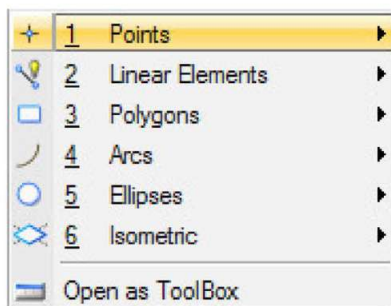 1 Points
2 Linear Elements
3 Polygons
4 Arcs
5 Ellipses
6 Isometric
Open as ToolBox